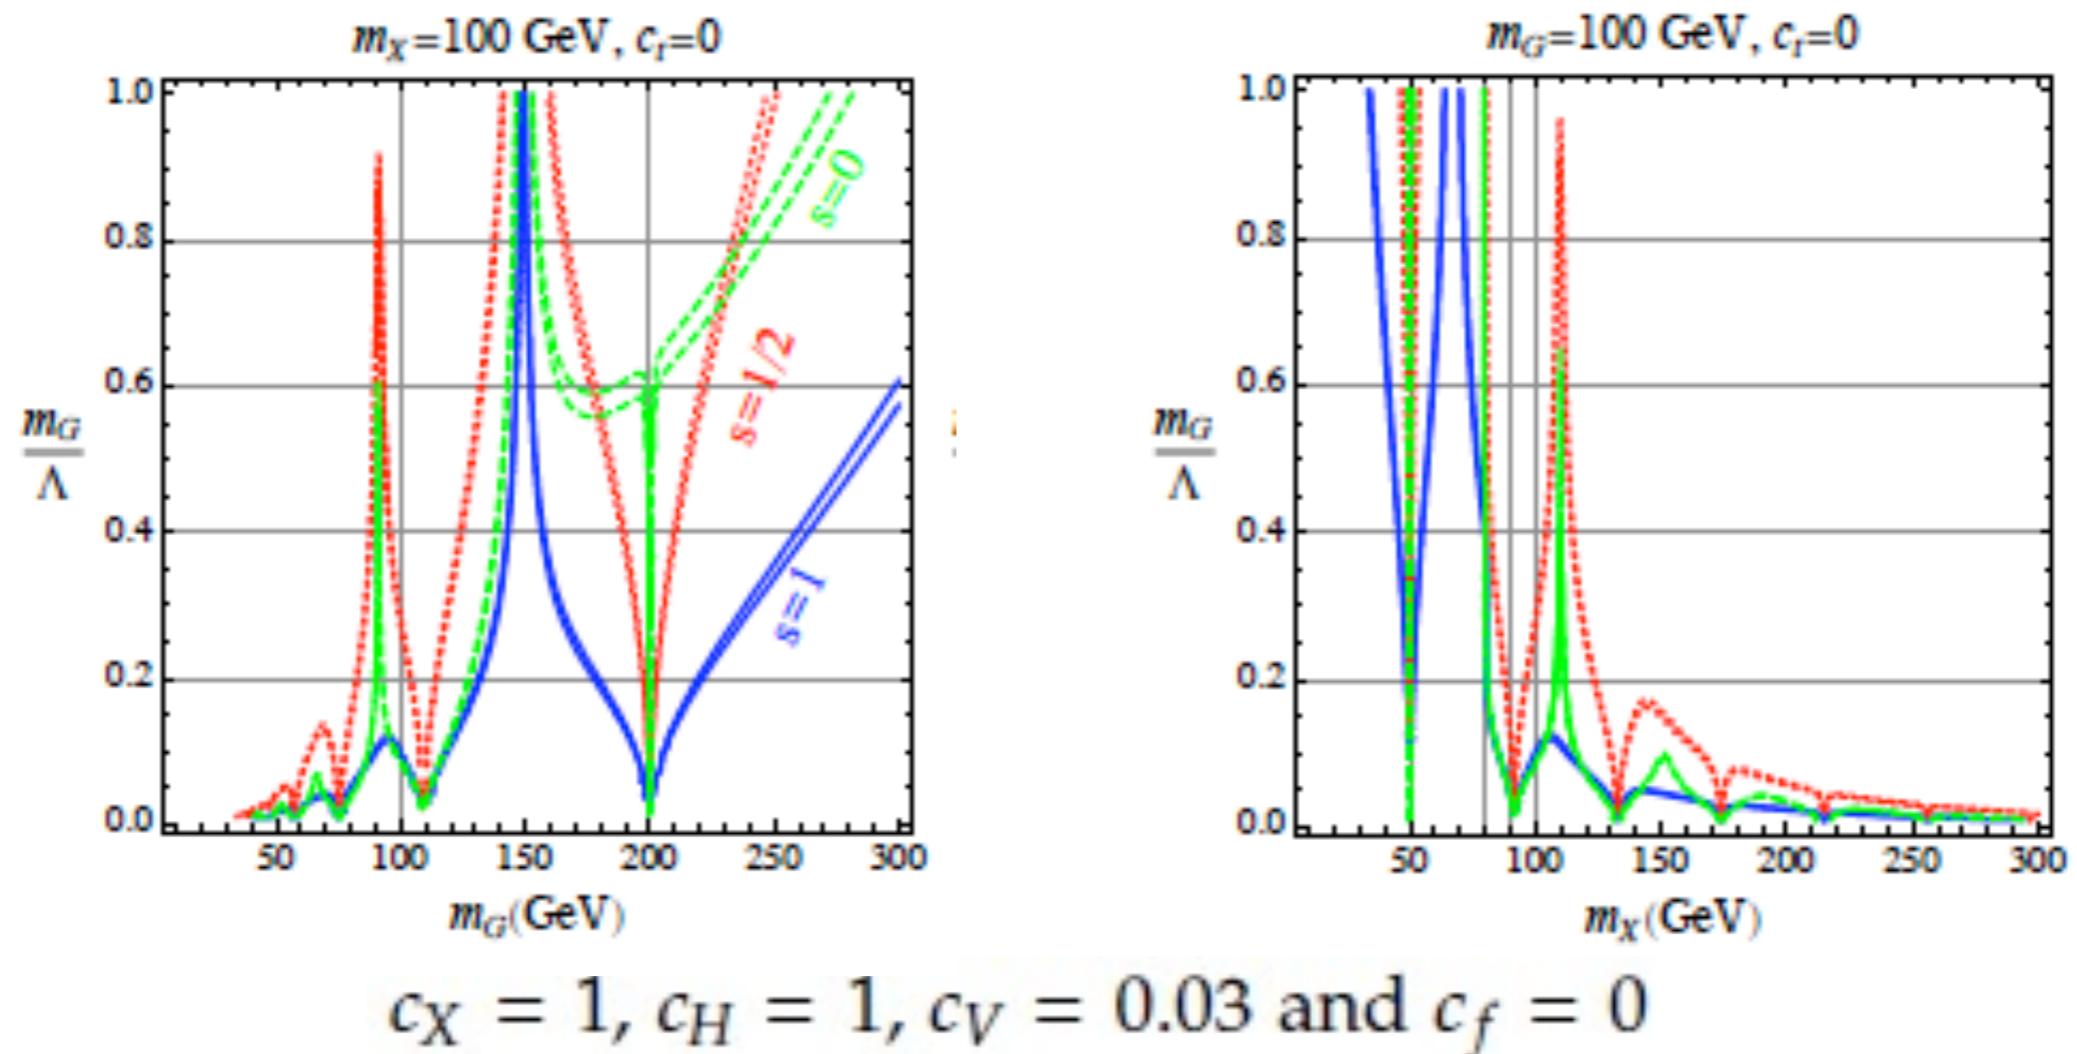 m_X=100 GeV, c_t=0
1.0
0.8
0.6
0.4
0.2
0.0
m_G
Λ
s=0
s=1/2
s=1
50 100 150 200 250 300
m_G(GeV)
m_G=100 GeV, c_t=0
1.0
0.8
0.6
0.4
0.2
0.0
m_G
Λ
50 100 150 200 250 300
m_X(GeV)
c_X = 1, c_H = 1, c_V = 0.03 and c_f = 0